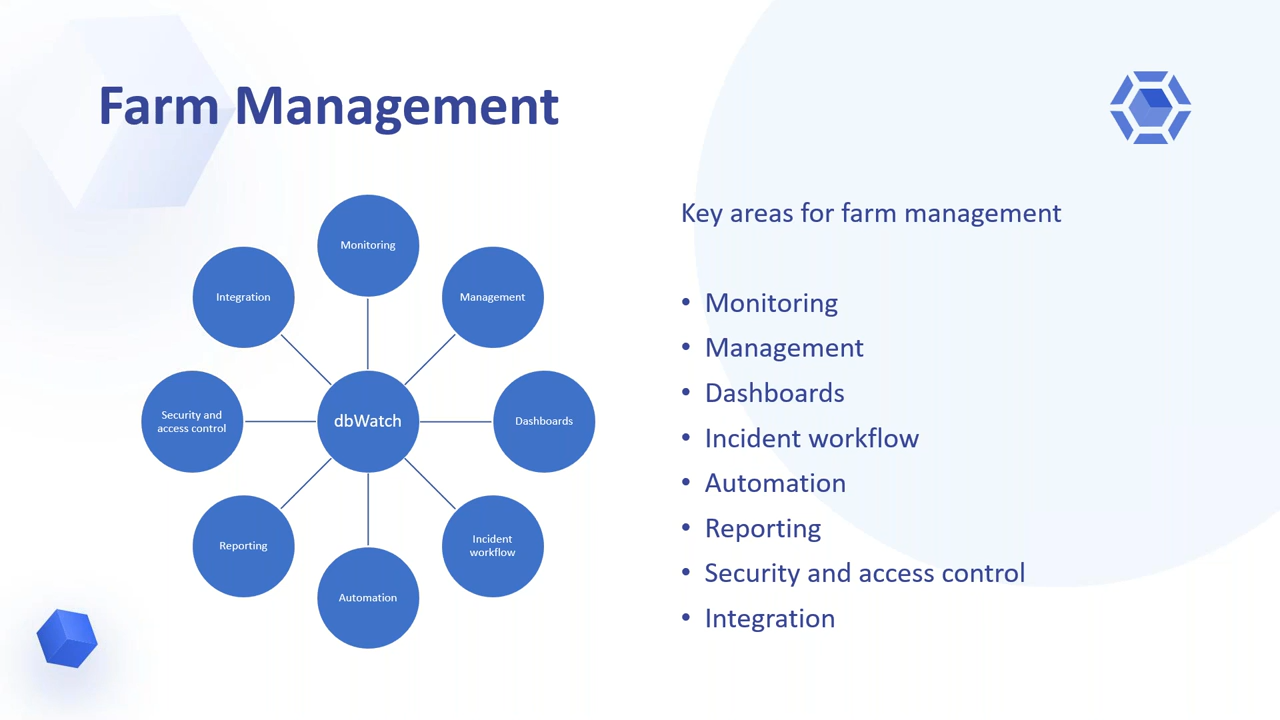 Farm Management
Monitoring
Integration
Management
Security and
access control
dbWatch
Dashboards
Reporting
Incident
workflow
Automation
Key areas for farm management
• Monitoring
• Management
• Dashboards
• Incident workflow
• Automation
• Reporting
• Security and access control
• Integration